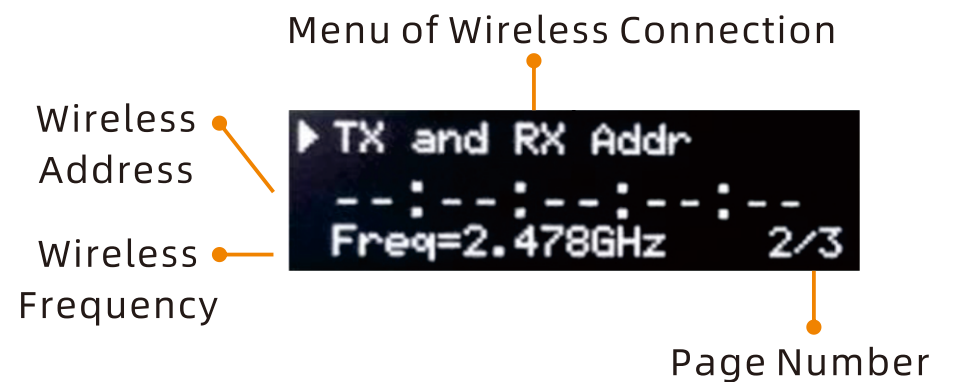 Menu of Wireless Connection
Wireless
Address
TX and RX Addr
--:--:--:--:--
Wireless
Frequency
Freq=2.478GHz 2/3
Page Number